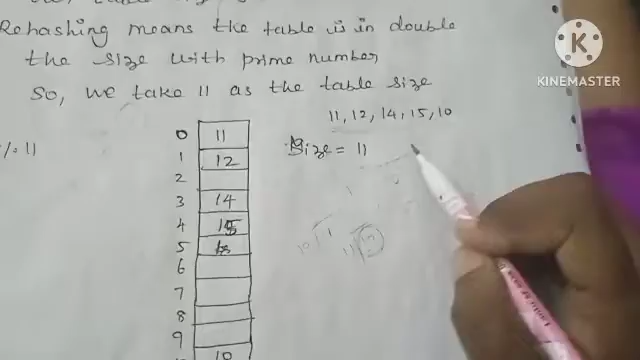 Rehashing means the table is in double
the size with prime number,
So, we take 11 as the table size
11, 12, 14, 15, 10
% 11
Size = 11
0 11
1 12
2
3 14
4 15
5
6
7
8
9
10
K
KINEMASTER